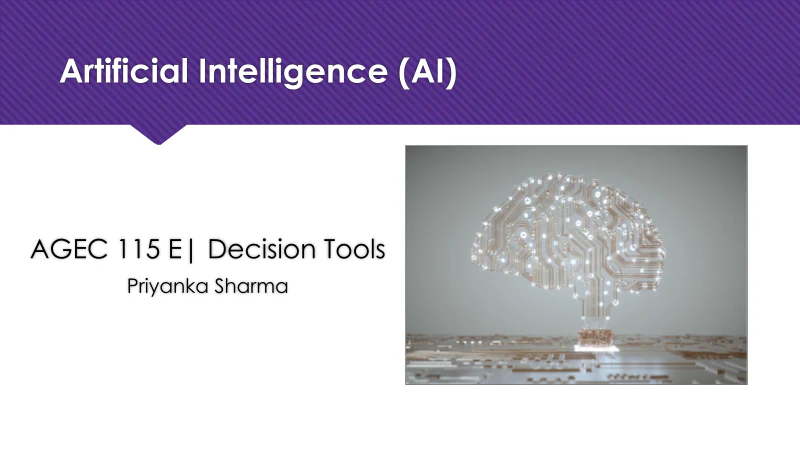 Artificial Intelligence (AI)
AGEC 115 E| Decision Tools
Priyanka Sharma